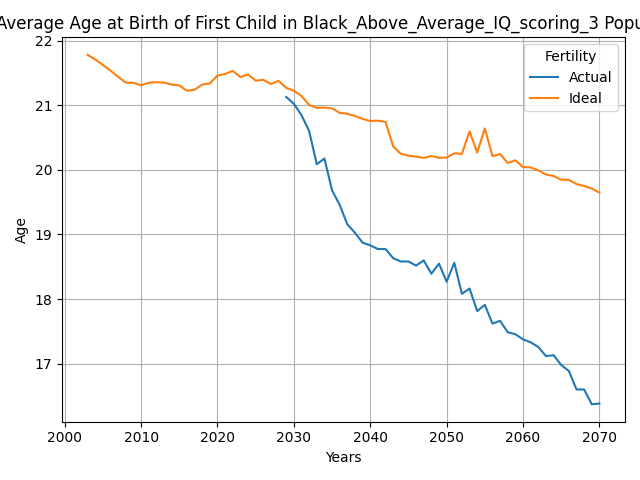 Average Age at Birth of First Child in Black_Above_Average_IQ_scoring_3 Popu
Fertility
Actual
Ideal
Age
22
21
20
19
18
17
2000 2010 2020 2030 2040 2050 2060 2070
Years